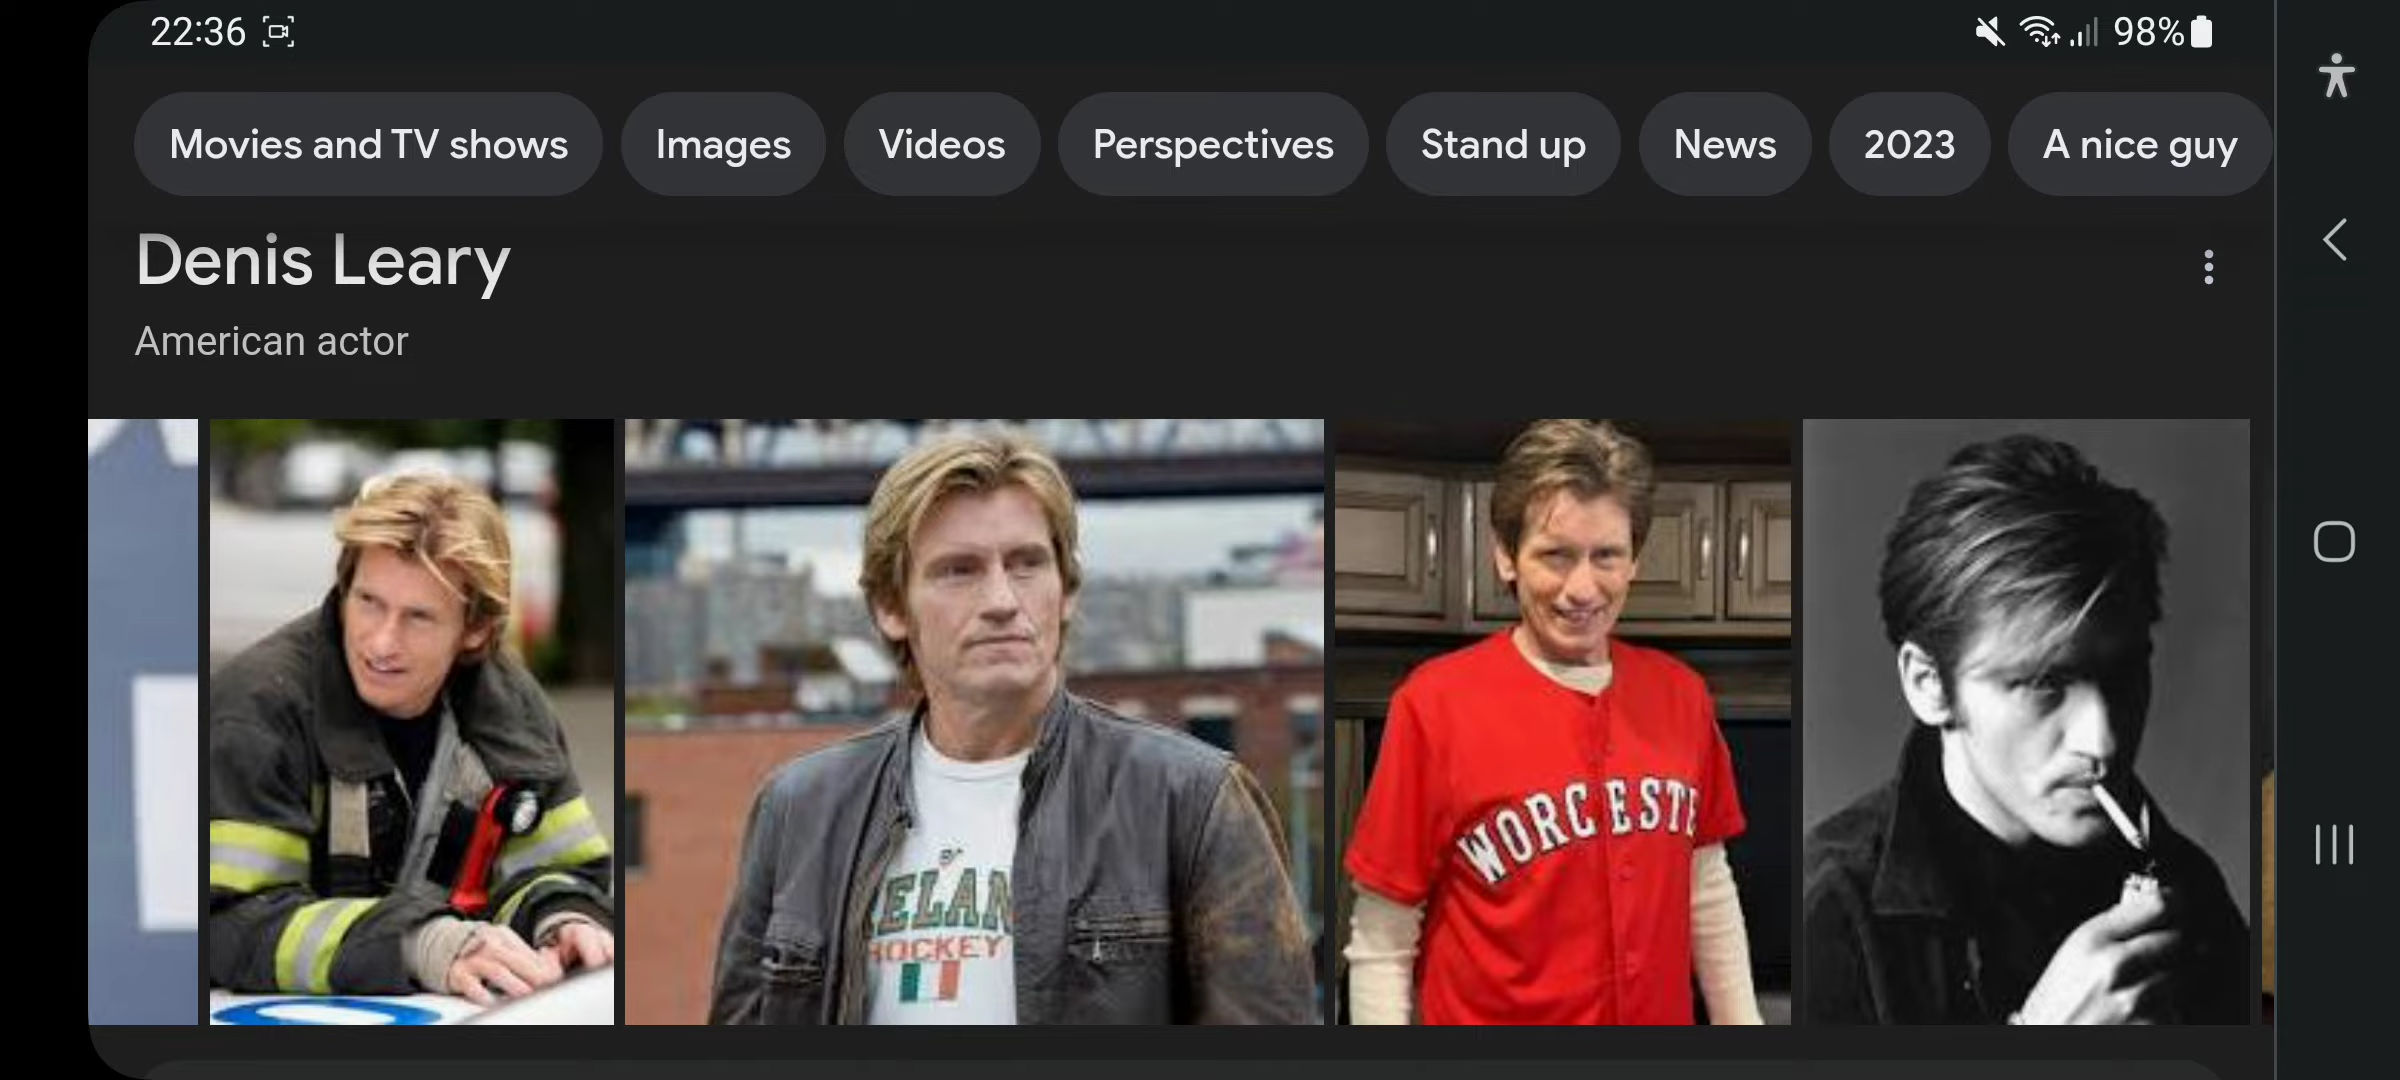 22:36
98%
Movies and TV shows
Images
Videos
Perspectives
Stand up
News
2023
A nice guy
Denis Leary
American actor
ELAN
HOCKEY
WORCESTE